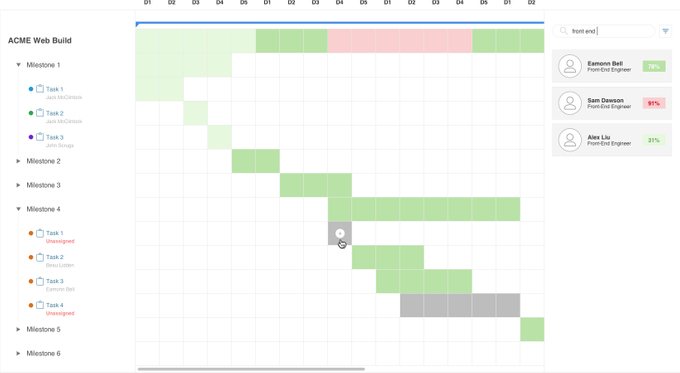 D1 D2 D3 D4 D5 D1 D2 D3 D4 D5 D1 D2 D3 D4 D5 D1 D2
ACME Web Build
front end
Milestone 1
Eamonn Bell
Front-End Engineer
78%
Task 1
Jack McClintock
Sam Dawson
Front-End Engineer
91%
Task 2
Jack McClintock
Task 3
John Scruggs
Alex Liu
Front-End Engineer
31%
Milestone 2
Milestone 3
Milestone 4
Task 1
Unassigned
Task 2
Task 3
Eamonn Bell
Task 4
Unassigned
Milestone 5
Milestone 6